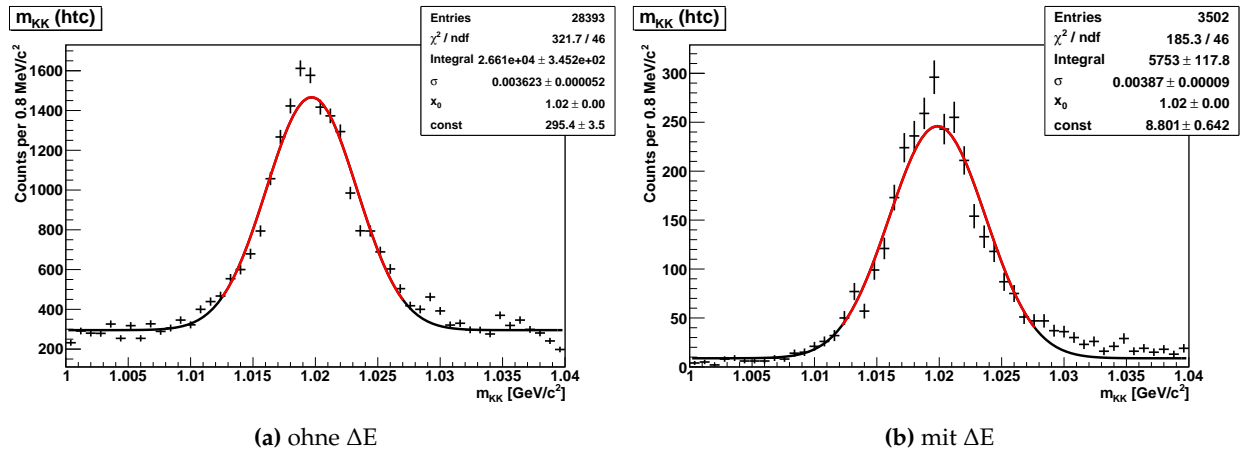 m_KK (htc)
Entries 28393
χ² / ndf 321.7 / 46
Integral 2.661e+04 ± 3.452e+02
σ 0.003623 ± 0.000052
x₀ 1.02 ± 0.00
const 295.4 ± 3.5
Counts per 0.8 MeV/c²
1600
1400
1200
1000
800
600
400
200
1 1.005 1.01 1.015 1.02 1.025 1.03 1.035 1.04
m_KK [GeV/c²]
(a) ohne ΔE
m_KK (htc)
Entries 3502
χ² / ndf 185.3 / 46
Integral 5753 ± 117.8
σ 0.00387 ± 0.00009
x₀ 1.02 ± 0.00
const 8.801 ± 0.642
Counts per 0.8 MeV/c²
300
250
200
150
100
50
0
1 1.005 1.01 1.015 1.02 1.025 1.03 1.035 1.04
m_KK [GeV/c²]
(b) mit ΔE